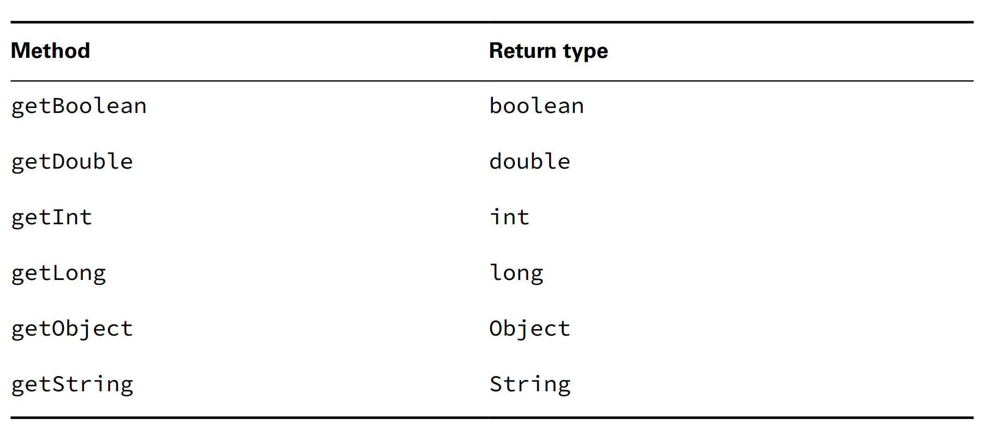 Method Return type
getBoolean boolean
getDouble double
getInt int
getLong long
getObject Object
getString String